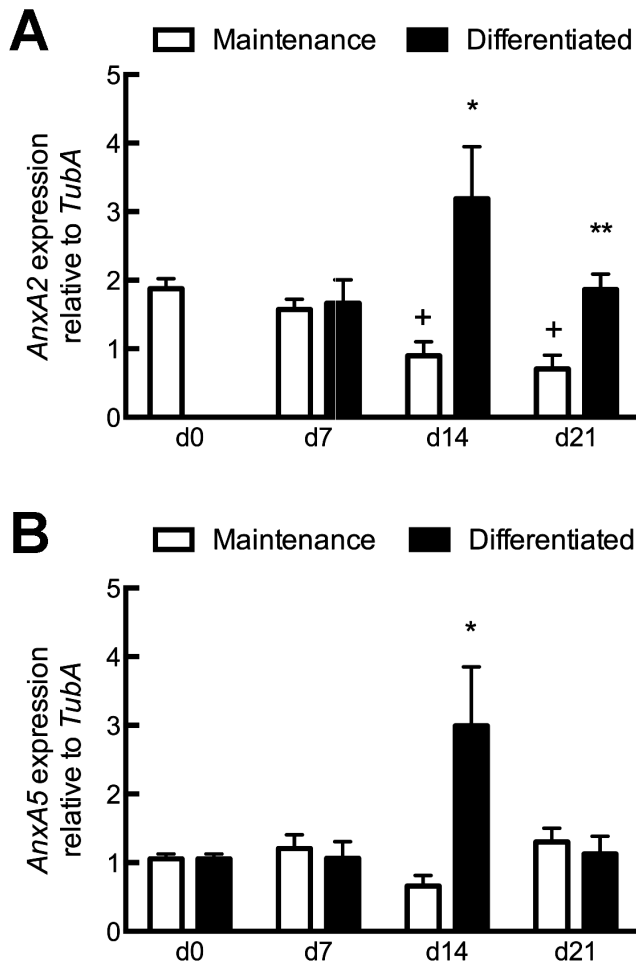 A
Maintenance Differentiated
AnxA2 expression
relative to TubA
5
4
3
2
1
0
*
**
+
+
d0 d7 d14 d21
B
Maintenance Differentiated
AnxA5 expression
relative to TubA
5
4
3
2
1
0
*
d0 d7 d14 d21